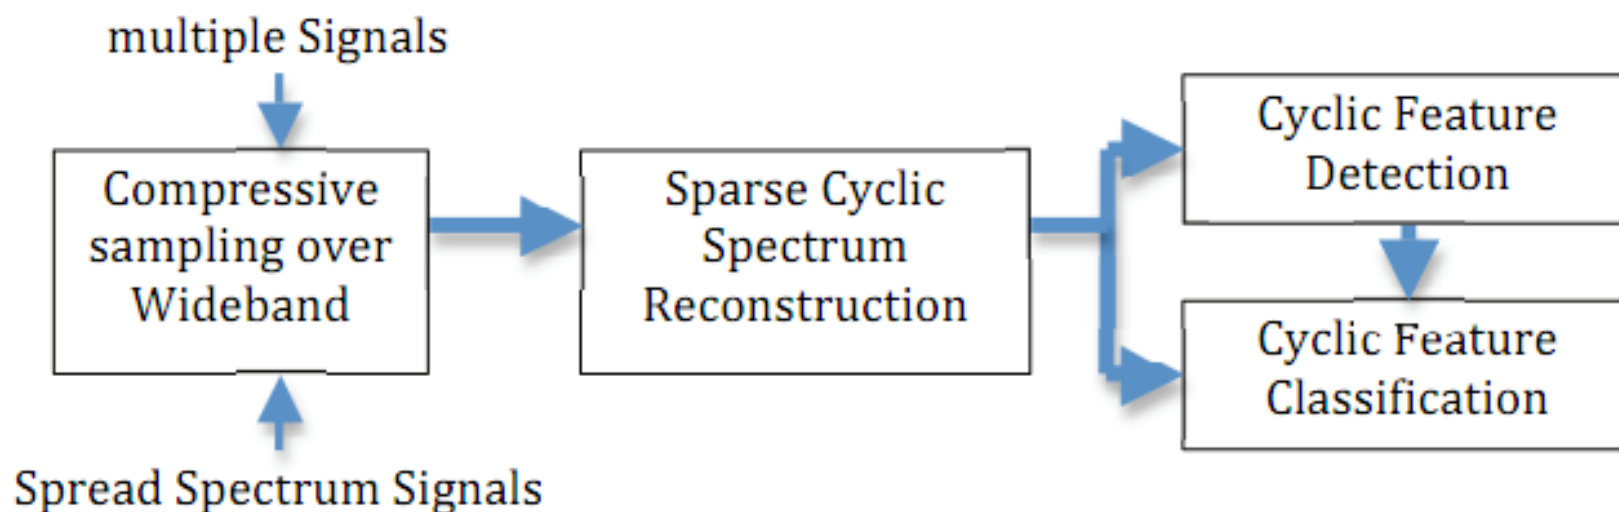 multiple Signals
Compressive
sampling over
Wideband
Spread Spectrum Signals
Sparse Cyclic
Spectrum
Reconstruction
Cyclic Feature
Detection
Cyclic Feature
Classification